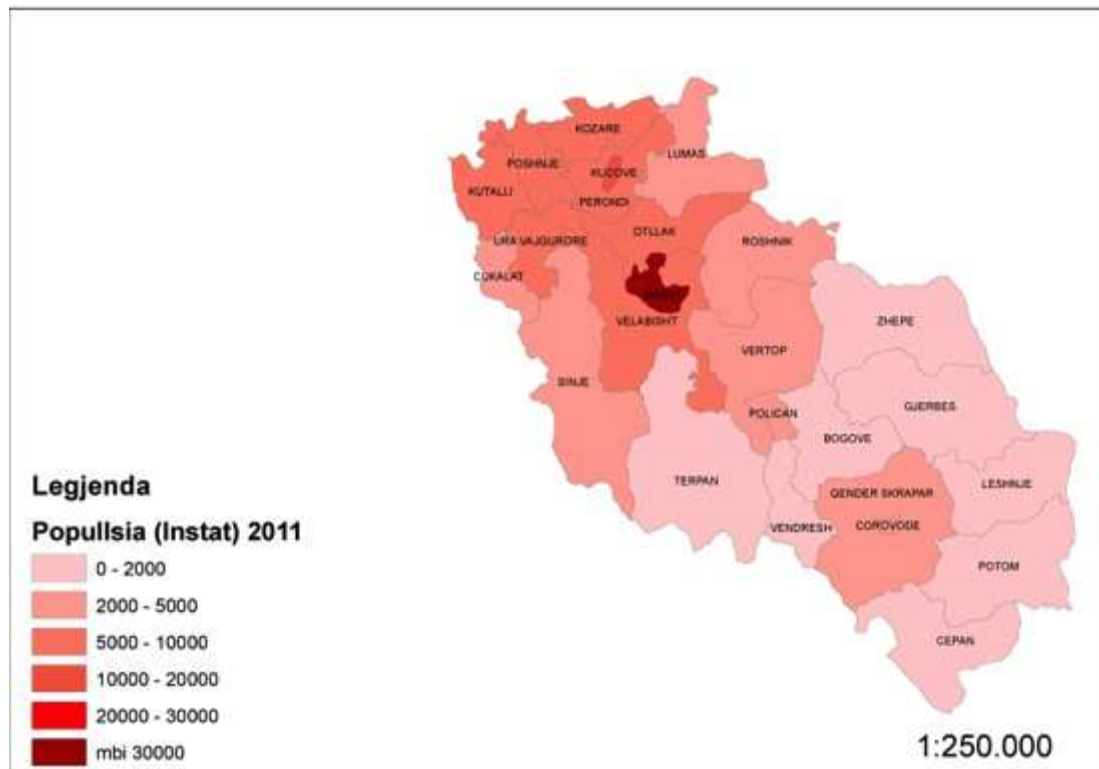 KOZARE
LUMAS
POSHNJE
KUCOVE
KUTALLI
PERONDI
OTLLAK
URA VAJGURORE
ROSHNIK
CUKALAT
VELABISHT
ZHEPE
VERTOP
SINJE
GJERBES
POLICAN
BOGOVE
TERPAN
LESHNJE
QENDER SKRAPAR
VENDRESH
COROVODE
POTOM
CEPAN
Legjenda
Popullsia (Instat) 2011
0 - 2000
2000 - 5000
5000 - 10000
10000 - 20000
20000 - 30000
mbi 30000
1:250.000